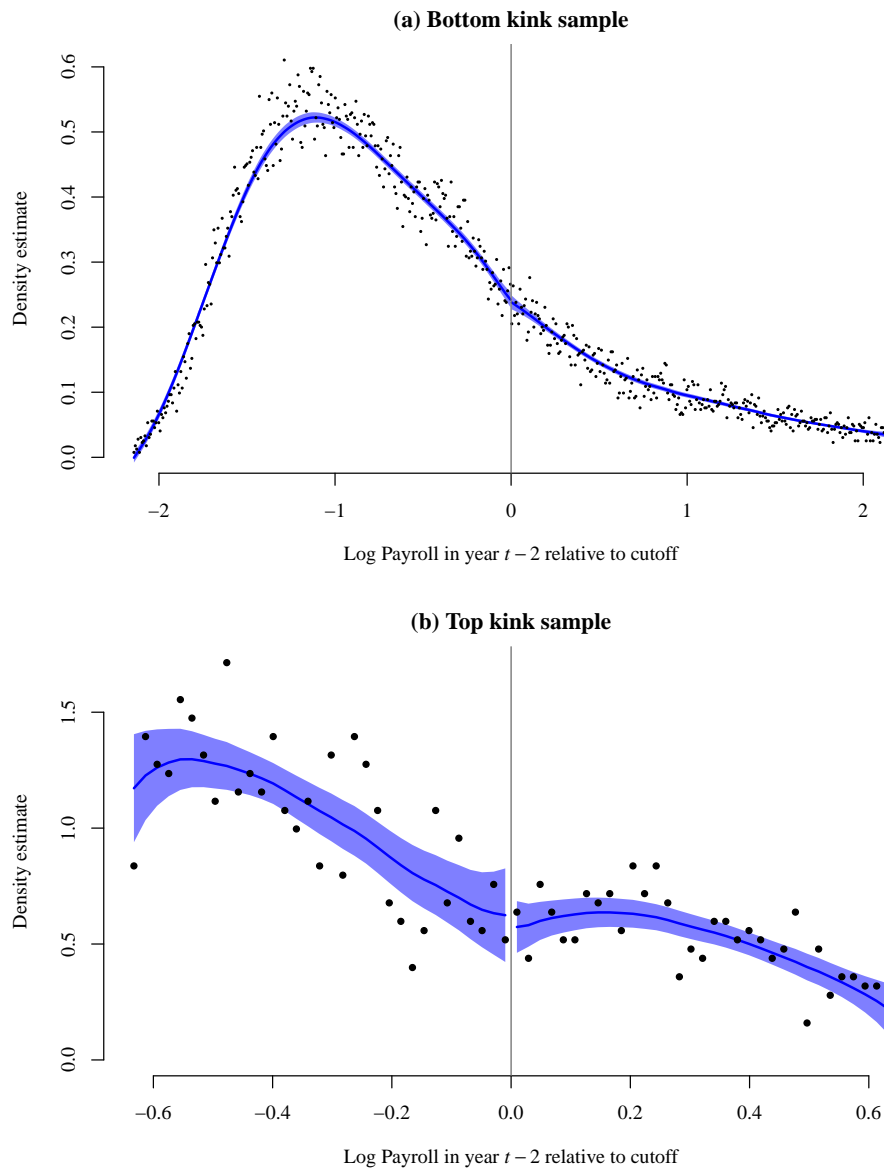 (a) Bottom kink sample
Density estimate
0.6
0.5
0.4
0.3
0.2
0.1
0.0
−2 −1 0 1 2
Log Payroll in year t − 2 relative to cutoff
(b) Top kink sample
Density estimate
1.5
1.0
0.5
0.0
−0.6 −0.4 −0.2 0.0 0.2 0.4 0.6
Log Payroll in year t − 2 relative to cutoff